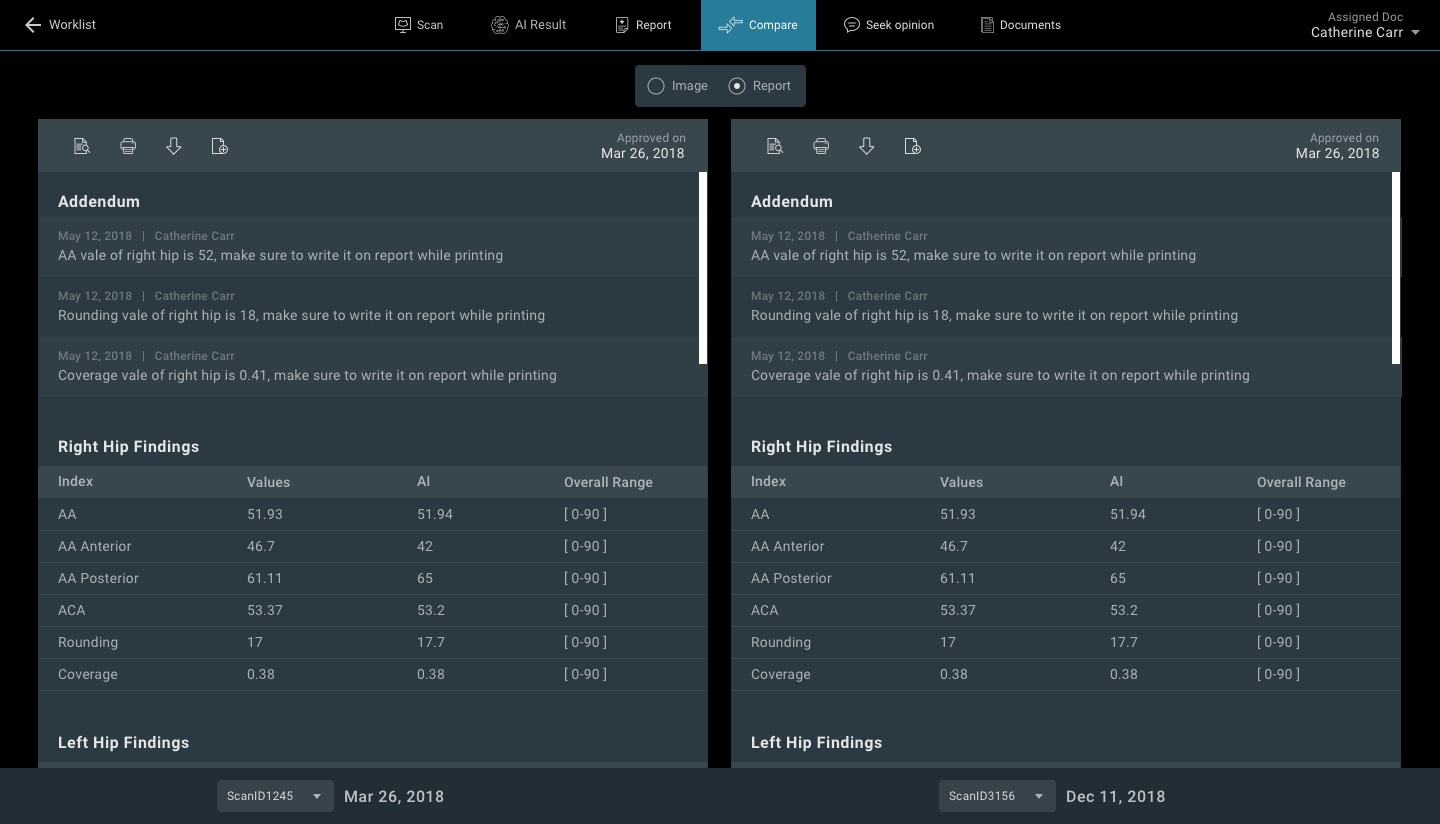 Worklist
Scan
AI Result
Report
Compare
Seek opinion
Documents
Assigned Doc
Catherine Carr
Image
Report
Approved on
Mar 26, 2018
Addendum
May 12, 2018 | Catherine Carr
AA vale of right hip is 52, make sure to write it on report while printing
May 12, 2018 | Catherine Carr
Rounding vale of right hip is 18, make sure to write it on report while printing
May 12, 2018 | Catherine Carr
Coverage vale of right hip is 0.41, make sure to write it on report while printing
Right Hip Findings
Index Values AI Overall Range
AA 51.93 51.94 [ 0-90 ]
AA Anterior 46.7 42 [ 0-90 ]
AA Posterior 61.11 65 [ 0-90 ]
ACA 53.37 53.2 [ 0-90 ]
Rounding 17 17.7 [ 0-90 ]
Coverage 0.38 0.38 [ 0-90 ]
Left Hip Findings
ScanID1245 Mar 26, 2018
Approved on
Mar 26, 2018
Addendum
May 12, 2018 | Catherine Carr
AA vale of right hip is 52, make sure to write it on report while printing
May 12, 2018 | Catherine Carr
Rounding vale of right hip is 18, make sure to write it on report while printing
May 12, 2018 | Catherine Carr
Coverage vale of right hip is 0.41, make sure to write it on report while printing
Right Hip Findings
Index Values AI Overall Range
AA 51.93 51.94 [ 0-90 ]
AA Anterior 46.7 42 [ 0-90 ]
AA Posterior 61.11 65 [ 0-90 ]
ACA 53.37 53.2 [ 0-90 ]
Rounding 17 17.7 [ 0-90 ]
Coverage 0.38 0.38 [ 0-90 ]
Left Hip Findings
ScanID3156 Dec 11, 2018